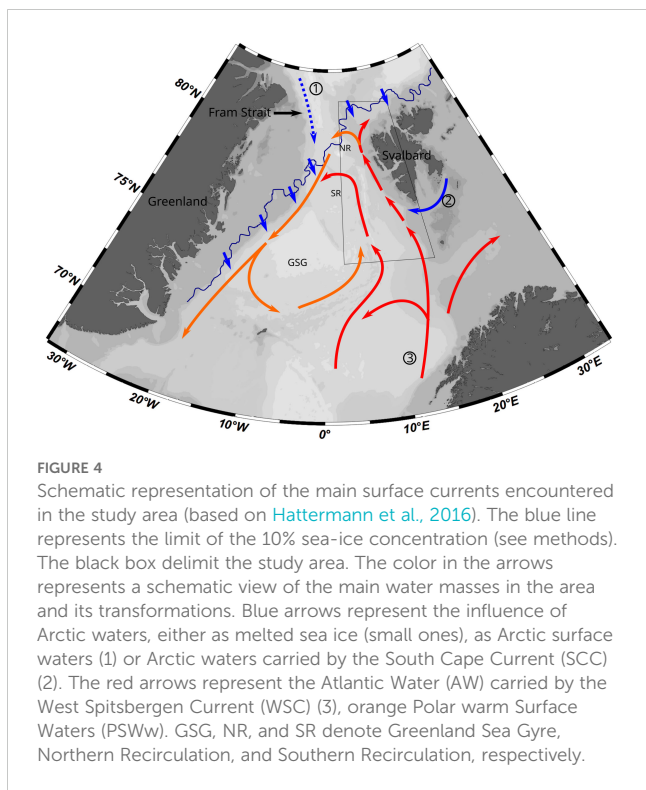 80°N
①
Fram Strait
NR
Svalbard
75°N
SR
②
Greenland
GSG
70°N
③
30°W
20°W
10°W
0°
10°E
20°E
30°E
FIGURE 4
Schematic representation of the main surface currents encountered
in the study area (based on Hattermann et al., 2016). The blue line
represents the limit of the 10% sea-ice concentration (see methods).
The black box delimit the study area. The color in the arrows
represents a schematic view of the main water masses in the area
and its transformations. Blue arrows represent the influence of
Arctic waters, either as melted sea ice (small ones), as Arctic surface
waters (1) or Arctic waters carried by the South Cape Current (SCC)
(2). The red arrows represent the Atlantic Water (AW) carried by the
West Spitsbergen Current (WSC) (3), orange Polar warm Surface
Waters (PSWw). GSG, NR, and SR denote Greenland Sea Gyre,
Northern Recirculation, and Southern Recirculation, respectively.